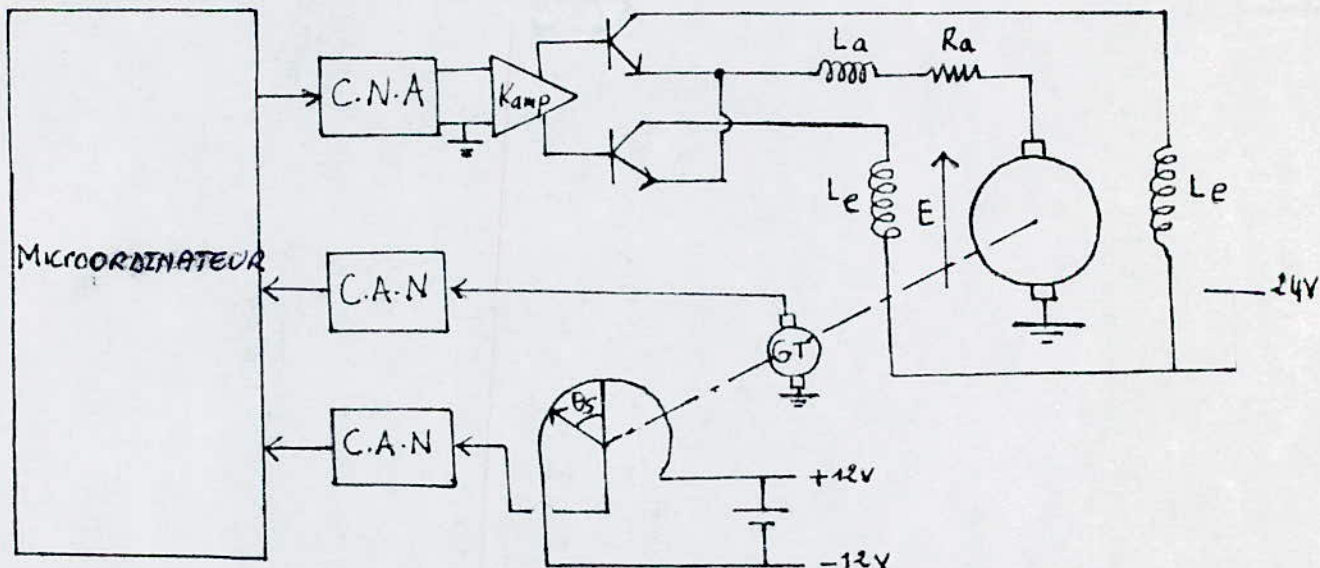 La
Ra
C.N.A
Kamp
Le
E
Le
MICROORDINATEUR
C.A.N
24V
GT
θs
C.A.N
+12V
-12V